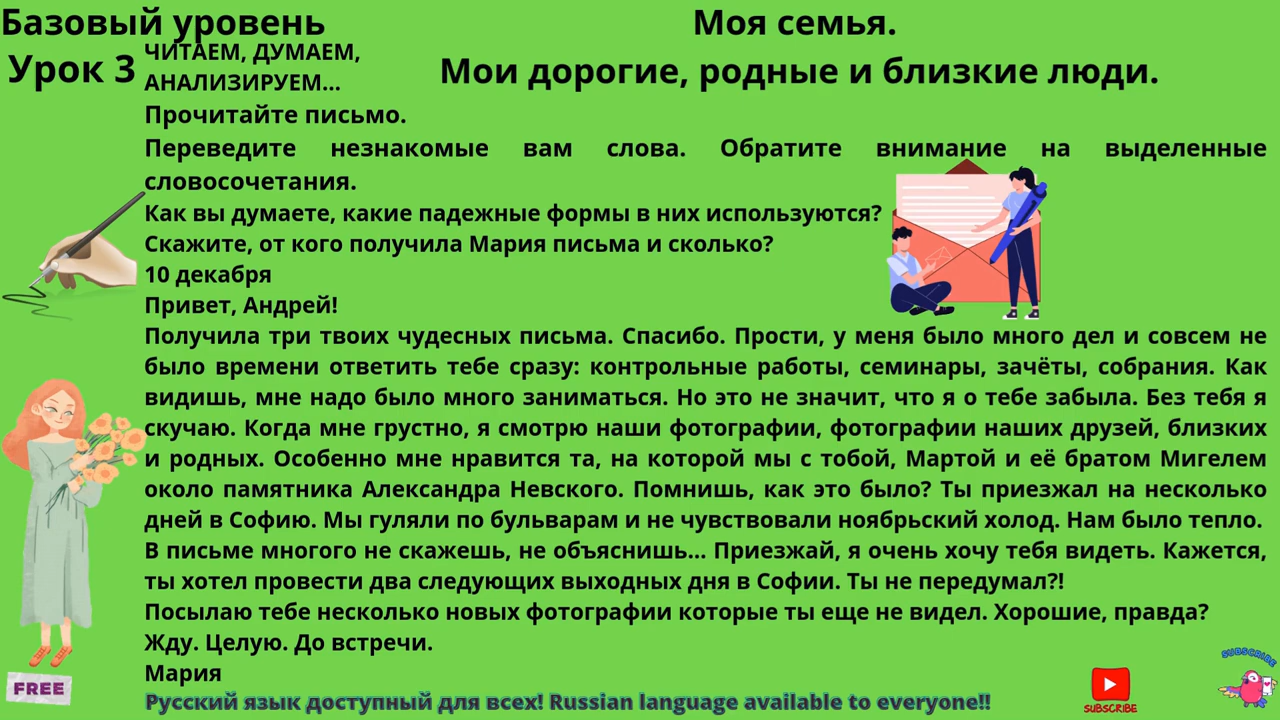 Базовый уровень
Моя семья.
Урок 3
Мои дорогие, родные и близкие люди.
ЧИТАЕМ, ДУМАЕМ,
АНАЛИЗИРУЕМ...
Прочитайте письмо.
Переведите незнакомые вам слова. Обратите внимание на выделенные
словосочетания.
Как вы думаете, какие падежные формы в них используются?
Скажите, от кого получила Мария письма и сколько?
10 декабря
Привет, Андрей!
Получила три твоих чудесных письма. Спасибо. Прости, у меня было много дел и совсем не
было времени ответить тебе сразу: контрольные работы, семинары, зачёты, собрания. Как
видишь, мне надо было много заниматься. Но это не значит, что я о тебе забыла. Без тебя я
скучаю. Когда мне грустно, я смотрю наши фотографии, фотографии наших друзей, близких
и родных. Особенно мне нравится та, на которой мы с тобой, Мартой и её братом Мигелем
около памятника Александра Невского. Помнишь, как это было? Ты приезжал на несколько
дней в Софию. Мы гуляли по бульварам и не чувствовали ноябрьский холод. Нам было тепло.
В письме многого не скажешь, не объяснишь... Приезжай, я очень хочу тебя видеть. Кажется,
ты хотел провести два следующих выходных дня в Софии. Ты не передумал?!
Посылаю тебе несколько новых фотографии которые ты еще не видел. Хорошие, правда?
Жду. Целую. До встречи.
Мария
Русский язык доступный для всех! Russian language available to everyone!!
FREE
SUBSCRIBE
SUBSCRIBE